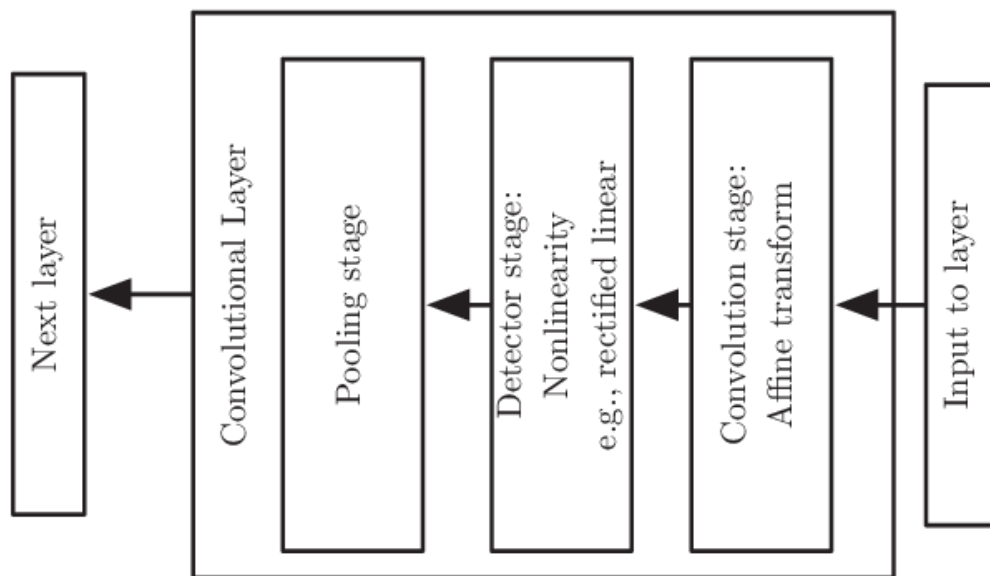 Next layer
Convolutional Layer
Pooling stage
Detector stage:
Nonlinearity
e.g., rectified linear
Convolution stage:
Affine transform
Input to layer